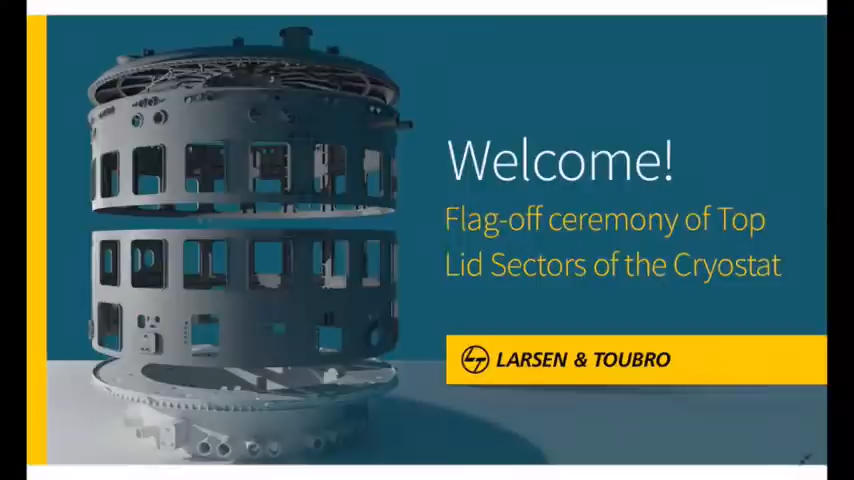 Welcome!
Flag-off ceremony of Top
Lid Sectors of the Cryostat
LARSEN & TOUBRO